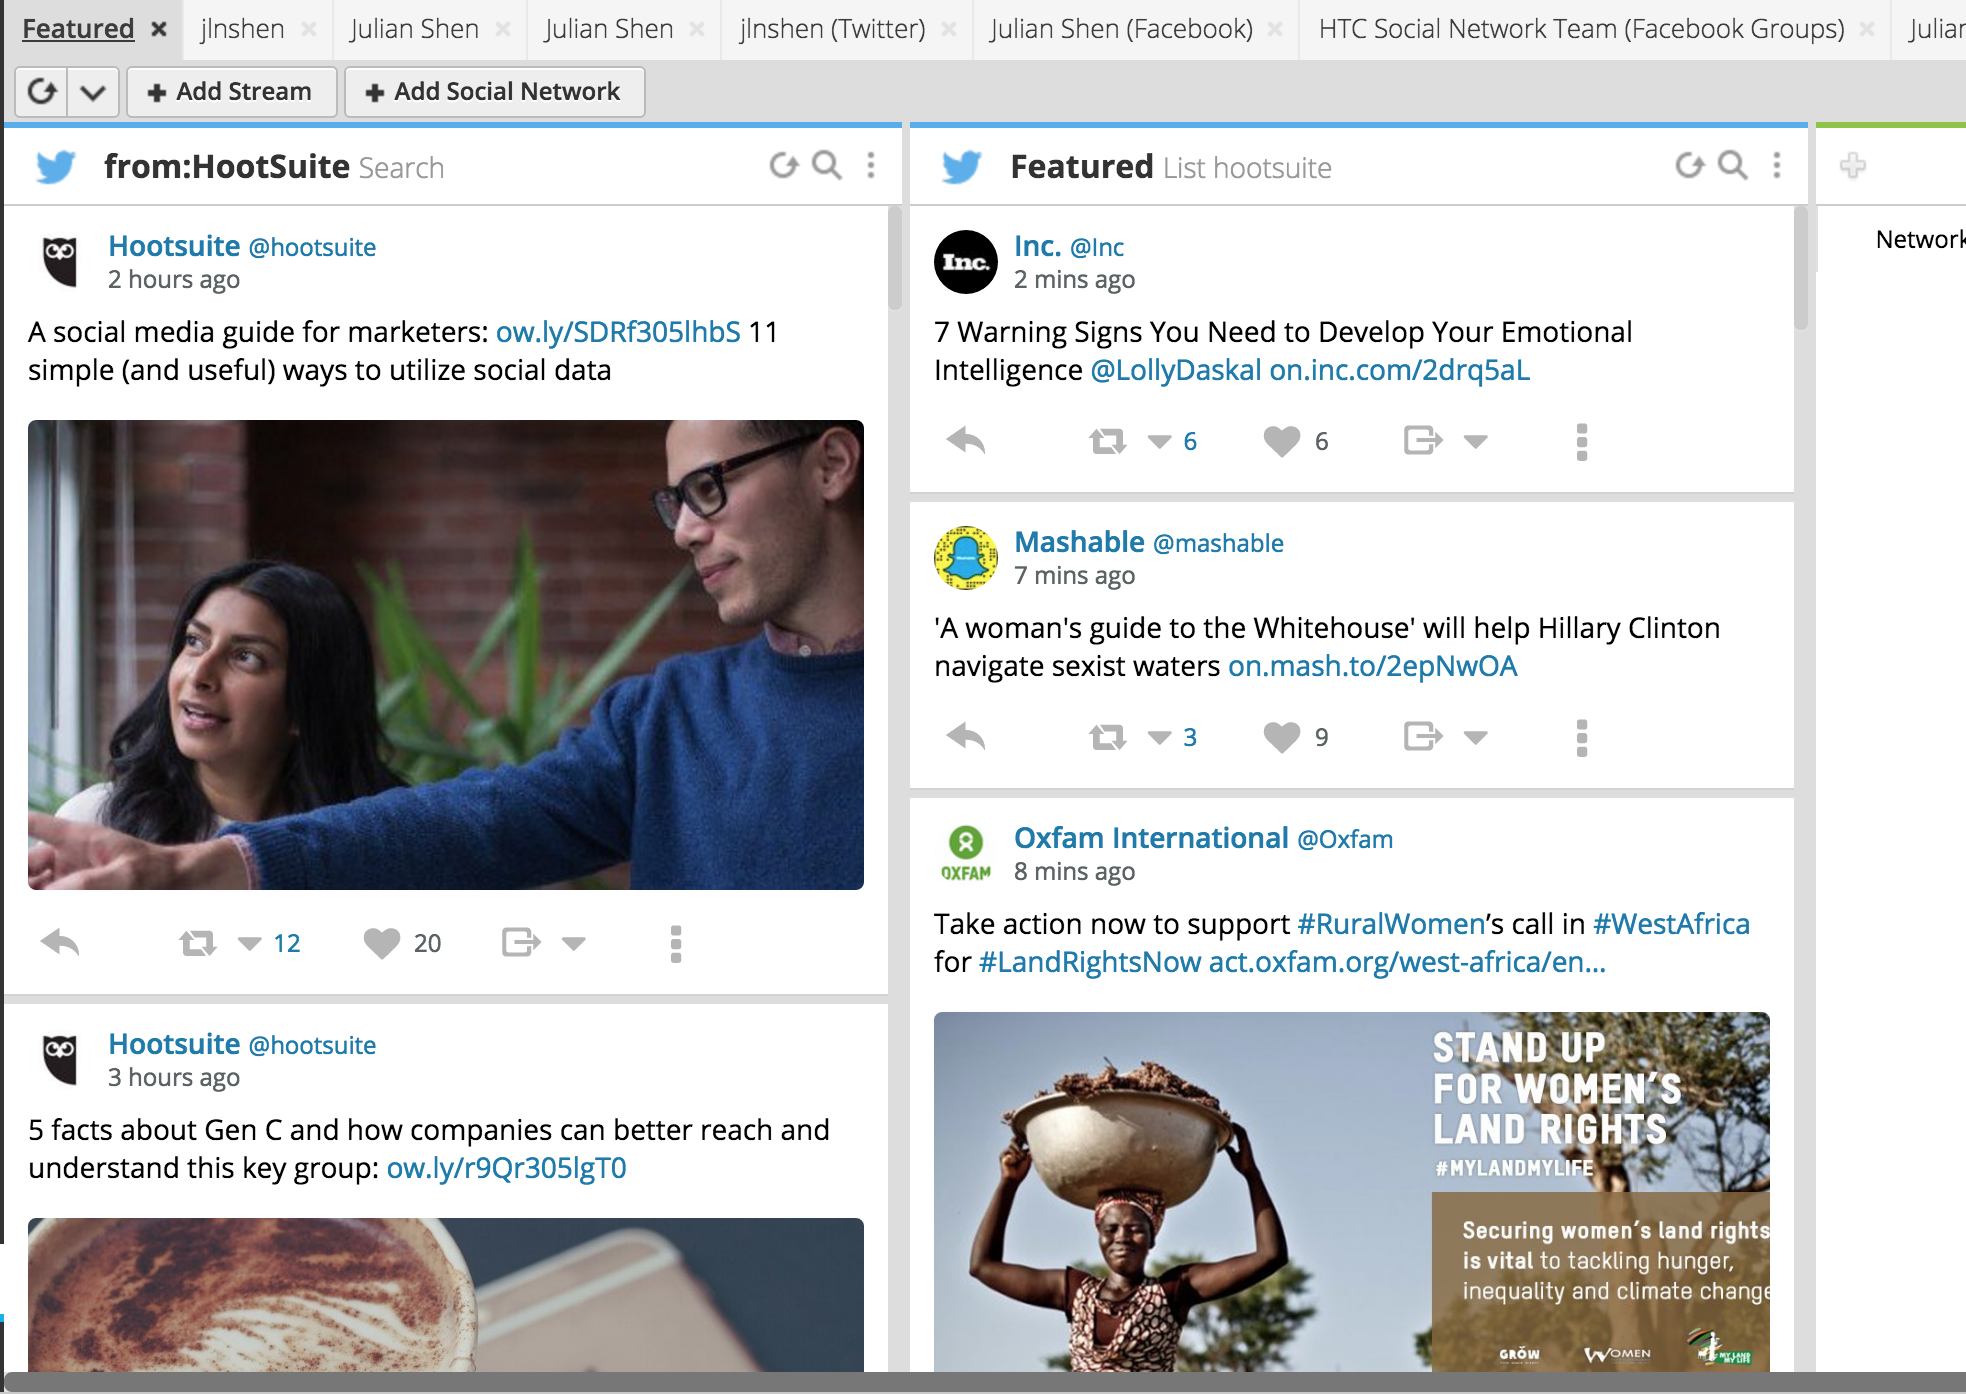 Featured × jlnshen × Julian Shen × Julian Shen × jlnshen (Twitter) × Julian Shen (Facebook) × HTC Social Network Team (Facebook Groups) ×
Add Stream Add Social Network
from:HootSuite Search
Hootsuite @hootsuite
2 hours ago
A social media guide for marketers: ow.ly/SDRf305lhbS 11
simple (and useful) ways to utilize social data
12 20
Hootsuite @hootsuite
3 hours ago
5 facts about Gen C and how companies can better reach and
understand this key group: ow.ly/r9Qr305lgT0
Featured List hootsuite
Inc.
Inc. @Inc
2 mins ago
7 Warning Signs You Need to Develop Your Emotional
Intelligence @LollyDaskal on.inc.com/2drq5aL
6 6
Mashable @mashable
7 mins ago
'A woman's guide to the Whitehouse' will help Hillary Clinton
navigate sexist waters on.mash.to/2epNwOA
3 9
OXFAM
Oxfam International @Oxfam
8 mins ago
Take action now to support #RuralWomen’s call in #WestAfrica
for #LandRightsNow act.oxfam.org/west-africa/en...
STAND UP
FOR WOMEN’S
LAND RIGHTS
#MYLANDMYLIFE
Securing women’s land rights
is vital to tackling hunger,
inequality and climate change
GROW WOMEN MY LAND
MY LIFE
Network